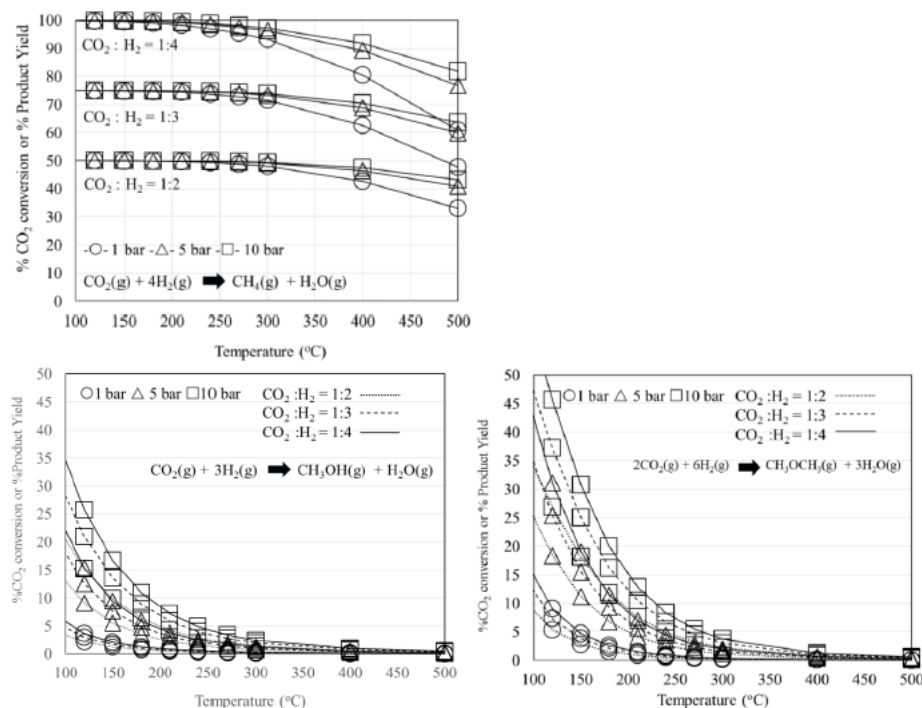 % CO₂ conversion or % Product Yield
100
90
80
70
60
50
40
30
20
10
0
CO₂ : H₂ = 1:4
CO₂ : H₂ = 1:3
CO₂ : H₂ = 1:2
-○- 1 bar -△- 5 bar -□- 10 bar
CO₂(g) + 4H₂(g) ➡ CH₄(g) + H₂O(g)
100 150 200 250 300 350 400 450 500
Temperature (°C)
%CO₂ conversion or %Product Yield
50
45
40
35
30
25
20
15
10
5
0
○ 1 bar △ 5 bar □ 10 bar
CO₂ :H₂ = 1:2
CO₂ :H₂ = 1:3
CO₂ :H₂ = 1:4
CO₂(g) + 3H₂(g) ➡ CH₃OH(g) + H₂O(g)
100 150 200 250 300 350 400 450 500
Temperature (°C)
%CO₂ conversion or % Product Yield
50
45
40
35
30
25
20
15
10
5
0
○ 1 bar △ 5 bar □ 10 bar
CO₂ :H₂ = 1:2
CO₂ :H₂ = 1:3
CO₂ :H₂ = 1:4
2CO₂(g) + 6H₂(g) ➡ CH₃OCH₃(g) + 3H₂O(g)
100 150 200 250 300 350 400 450 500
Temperature (°C)